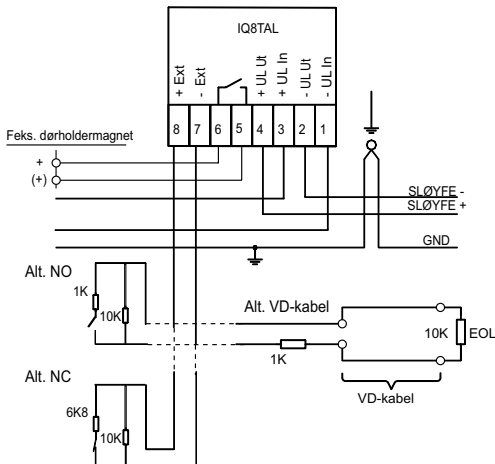 IQ8TAL
+ Ext
- Ext
+ UL Ut
+ UL In
- UL Ut
- UL In
8 7 6 5 4 3 2 1
Feks. dørholdermagnet
+
(+)
SLØYFE -
SLØYFE +
GND
Alt. NO
1K
10K
Alt. VD-kabel
1K
10K
EOL
VD-kabel
Alt. NC
6K8
10K